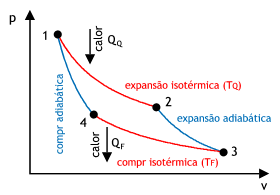 p
1
calor
Q_Q
expansão isotérmica (T_Q)
compr adiabática
2
expansão adiabática
4
calor
Q_F
3
compr isotérmica (T_F)
v